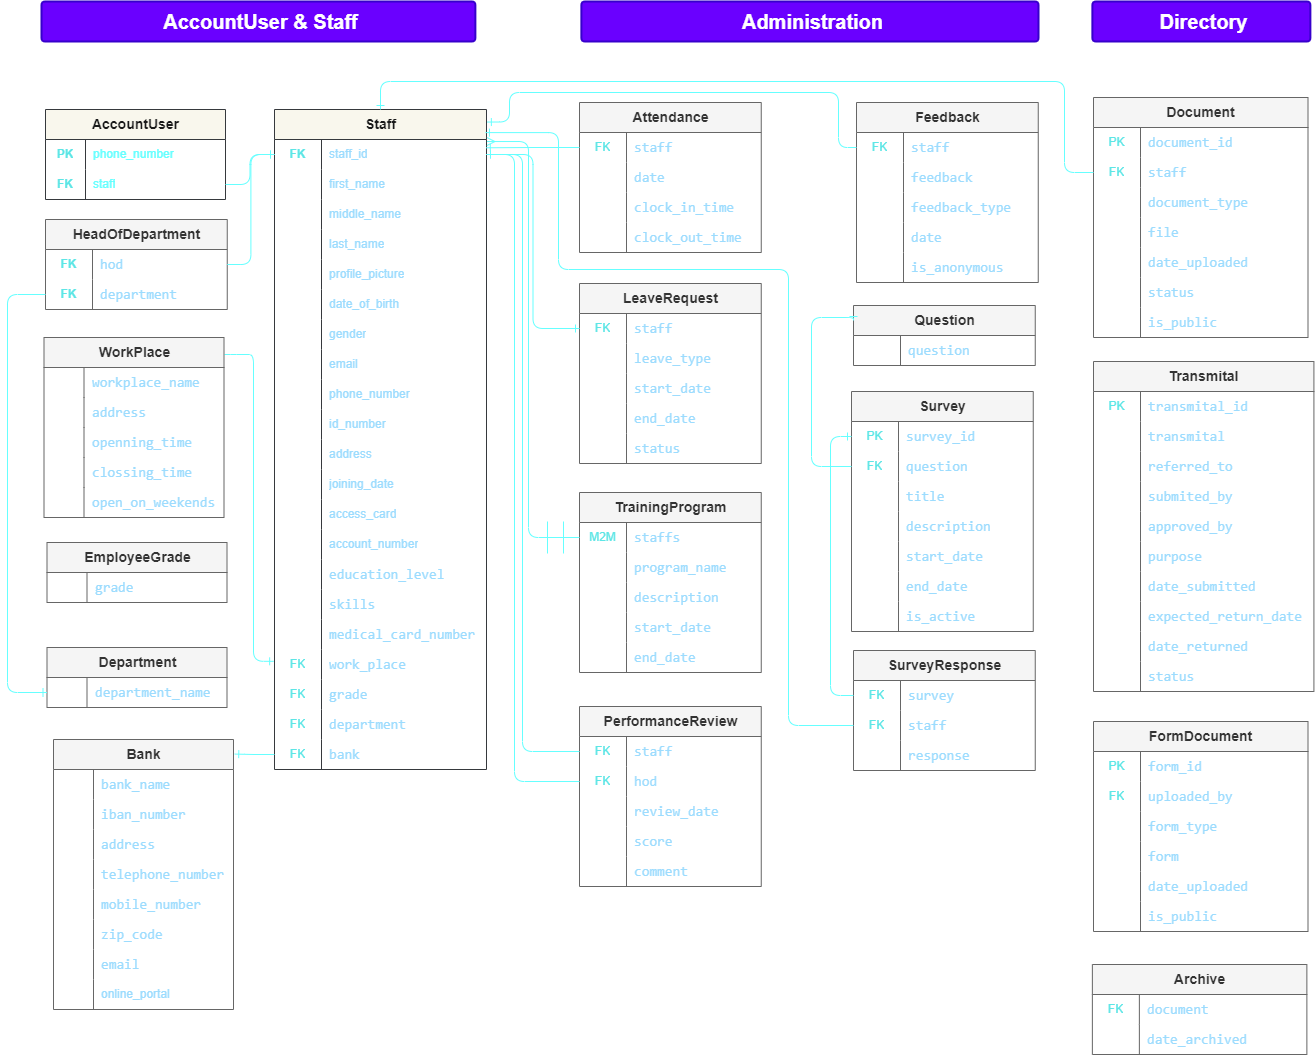 AccountUser & Staff
AccountUser
PK phone_number
FK staff
HeadOfDepartment
FK hod
FK department
WorkPlace
workplace_name
address
openning_time
clossing_time
open_on_weekends
EmployeeGrade
grade
Department
department_name
Bank
bank_name
iban_number
address
telephone_number
mobile_number
zip_code
email
online_portal
Staff
FK staff_id
first_name
middle_name
last_name
profile_picture
date_of_birth
gender
email
phone_number
id_number
address
joining_date
access_card
account_number
education_level
skills
medical_card_number
FK work_place
FK grade
FK department
FK bank
Administration
Attendance
FK staff
date
clock_in_time
clock_out_time
LeaveRequest
FK staff
leave_type
start_date
end_date
status
TrainingProgram
M2M staffs
program_name
description
start_date
end_date
PerformanceReview
FK staff
FK hod
review_date
score
comment
Feedback
FK staff
feedback
feedback_type
date
is_anonymous
Question
question
Survey
PK survey_id
FK question
title
description
start_date
end_date
is_active
SurveyResponse
FK survey
FK staff
response
Directory
Document
PK document_id
FK staff
document_type
file
date_uploaded
status
is_public
Transmital
PK transmital_id
transmital
referred_to
submited_by
approved_by
purpose
date_submitted
expected_return_date
date_returned
status
FormDocument
PK form_id
FK uploaded_by
form_type
form
date_uploaded
is_public
Archive
FK document
date_archived